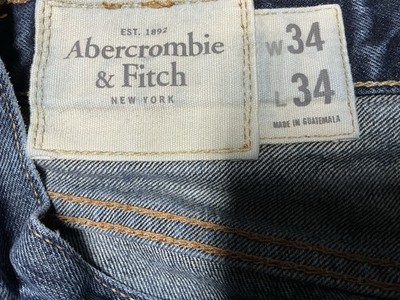 EST. 1892
Abercrombie
& Fitch
NEW YORK
W 34
L 34
MADE IN GUATEMALA